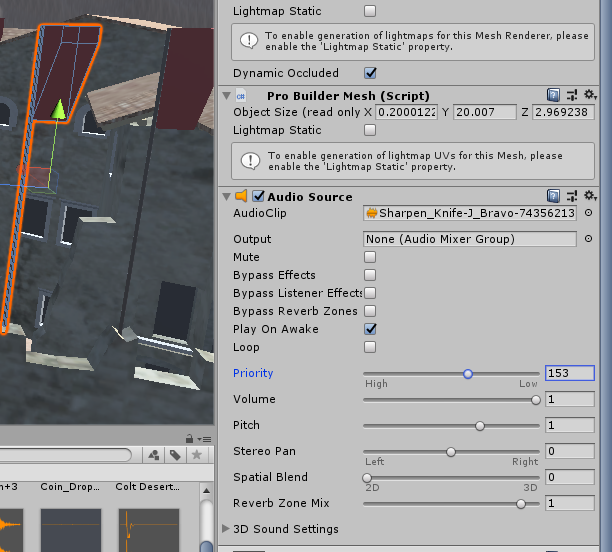 Lightmap Static
To enable generation of lightmaps for this Mesh Renderer, please
enable the 'Lightmap Static' property.
Dynamic Occluded
Pro Builder Mesh (Script)
Object Size (read only X 0.2000122 Y 20.007 Z 2.969238
Lightmap Static
To enable generation of lightmap UVs for this Mesh, please
enable the 'Lightmap Static' property.
Audio Source
AudioClip Sharpen_Knife-J_Bravo-74356213
Output None (Audio Mixer Group)
Mute
Bypass Effects
Bypass Listener Effects
Bypass Reverb Zones
Play On Awake
Loop
Priority 153
High Low
Volume 1
Pitch 1
Stereo Pan 0
Left Right
Spatial Blend 0
2D 3D
Reverb Zone Mix 1
3D Sound Settings
n+3 Coin_Drop... Colt Desert...